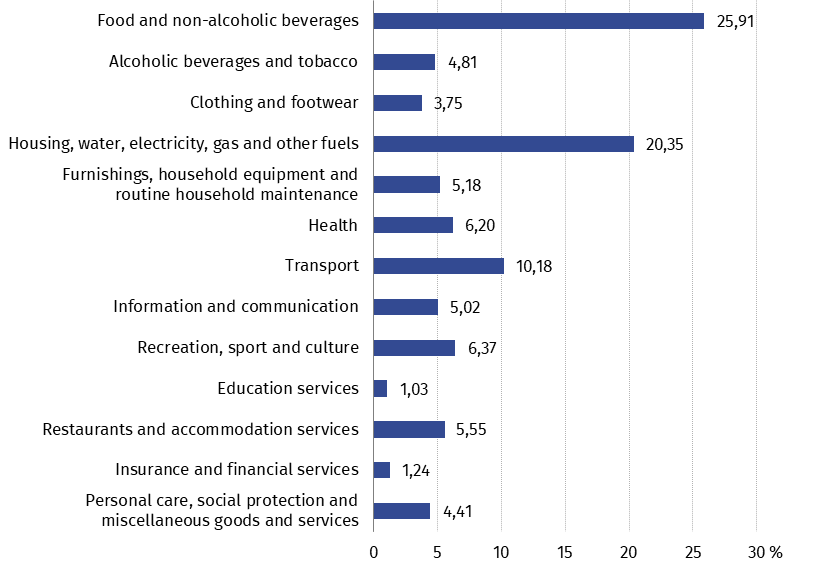 Food and non-alcoholic beverages 25,91
Alcoholic beverages and tobacco 4,81
Clothing and footwear 3,75
Housing, water, electricity, gas and other fuels 20,35
Furnishings, household equipment and
routine household maintenance 5,18
Health 6,20
Transport 10,18
Information and communication 5,02
Recreation, sport and culture 6,37
Education services 1,03
Restaurants and accommodation services 5,55
Insurance and financial services 1,24
Personal care, social protection and
miscellaneous goods and services 4,41
0 5 10 15 20 25 30 %